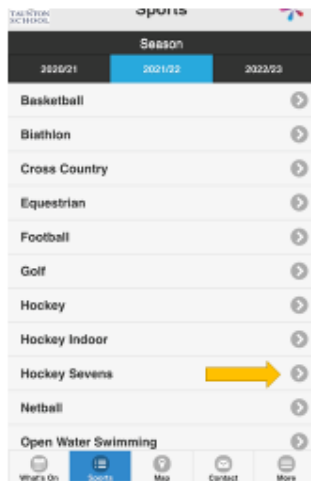 TAUNTON
SCHOOL
Sports
Season
2020/21 2021/22 2022/23
Basketball
Biathlon
Cross Country
Equestrian
Football
Golf
Hockey
Hockey Indoor
Hockey Sevens
Netball
Open Water Swimming
What's On Sports Map Contact More